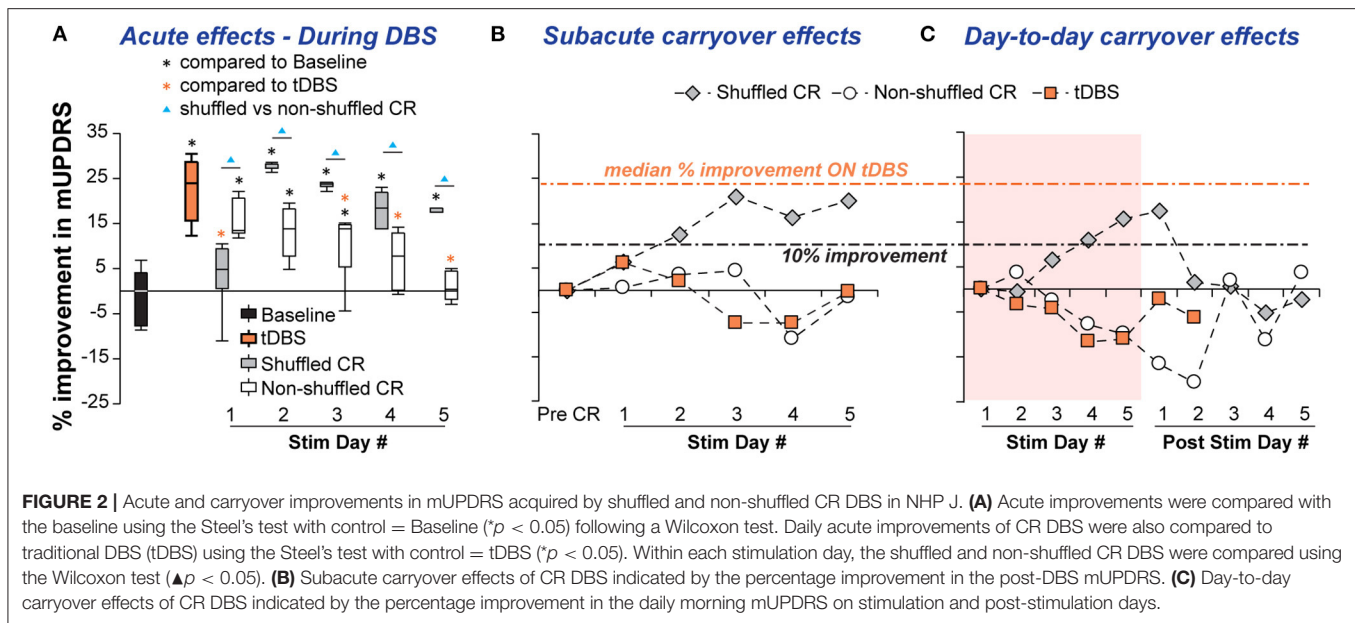 A Acute effects - During DBS
* compared to Baseline
* compared to tDBS
▲ shuffled vs non-shuffled CR
% improvement in mUPDRS
35
25
15
5
-5
-15
-25
Baseline
tDBS
Shuffled CR
Non-shuffled CR
1 2 3 4 5
Stim Day #
B Subacute carryover effects
Shuffled CR Non-shuffled CR tDBS
median % improvement ON tDBS
10% improvement
Pre CR 1 2 3 4 5
Stim Day #
C Day-to-day carryover effects
1 2 3 4 5 1 2 3 4 5
Stim Day # Post Stim Day #
FIGURE 2 | Acute and carryover improvements in mUPDRS acquired by shuffled and non-shuffled CR DBS in NHP J. (A) Acute improvements were compared with
the baseline using the Steel's test with control = Baseline (*p < 0.05) following a Wilcoxon test. Daily acute improvements of CR DBS were also compared to
traditional DBS (tDBS) using the Steel's test with control = tDBS (*p < 0.05). Within each stimulation day, the shuffled and non-shuffled CR DBS were compared using
the Wilcoxon test (▲p < 0.05). (B) Subacute carryover effects of CR DBS indicated by the percentage improvement in the post-DBS mUPDRS. (C) Day-to-day
carryover effects of CR DBS indicated by the percentage improvement in the daily morning mUPDRS on stimulation and post-stimulation days.